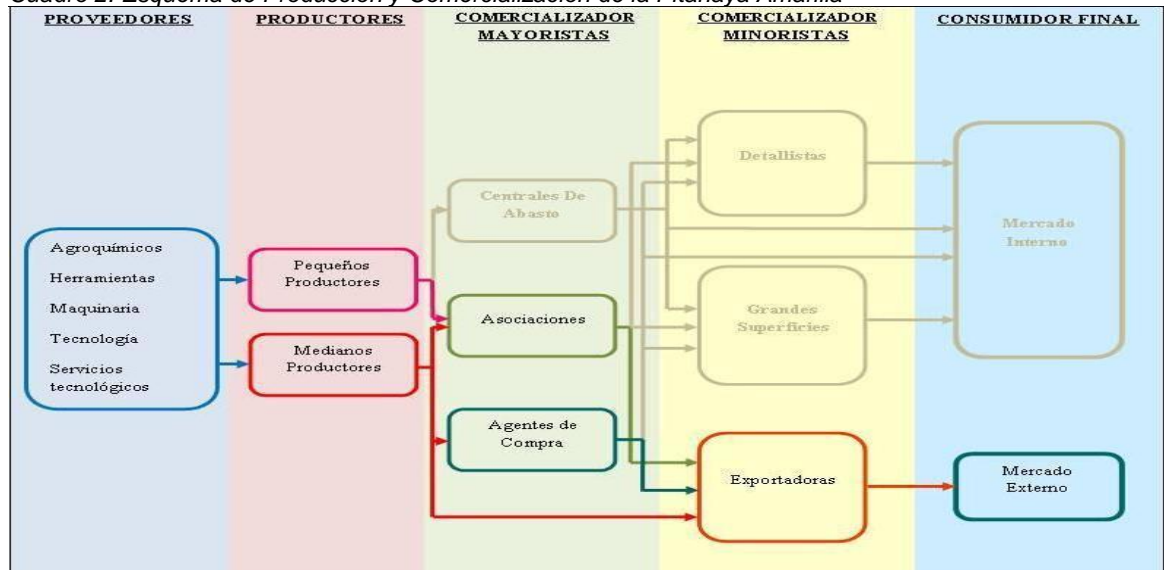 Cuadro 2. Esquema de Producción y Comercialización de la Pitahaya Amarilla
PROVEEDORES
PRODUCTORES
COMERCIALIZADOR
MAYORISTAS
COMERCIALIZADOR
MINORISTAS
CONSUMIDOR FINAL
Agroquímicos
Herramientas
Maquinaria
Tecnología
Servicios
tecnológicos
Pequeños
Productores
Medianos
Productores
Centrales De
Abasto
Asociaciones
Agentes de
Compra
Detallistas
Grandes
Superficies
Exportadoras
Mercado
Interno
Mercado
Externo